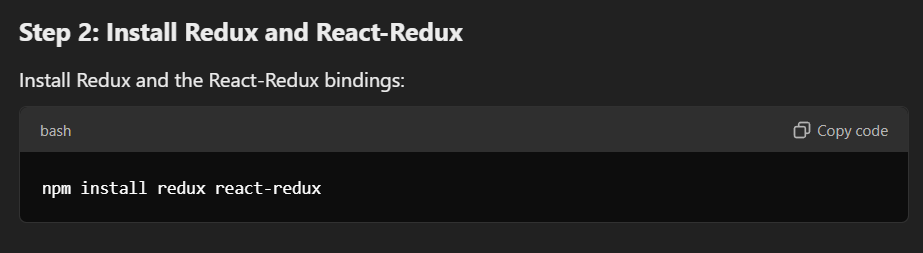 Step 2: Install Redux and React-Redux
Install Redux and the React-Redux bindings:
bash
Copy code
npm install redux react-redux